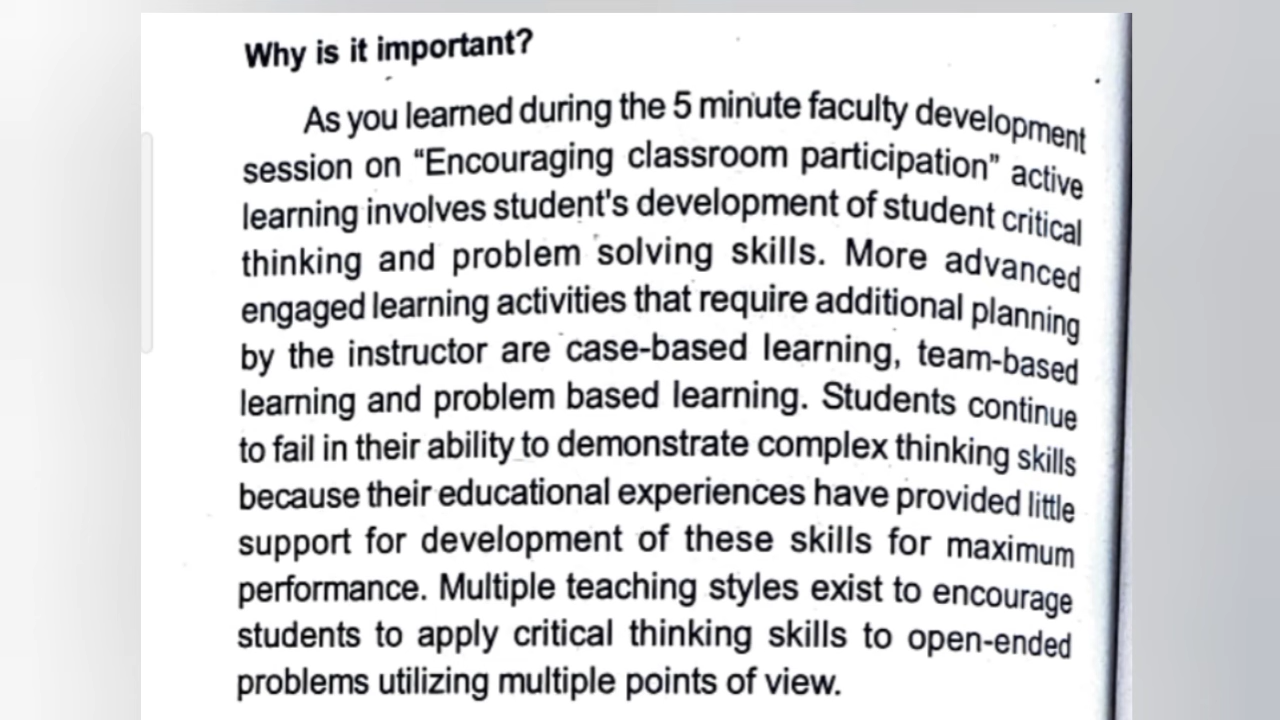 Why is it important?
As you learned during the 5 minute faculty development
session on “Encouraging classroom participation” active
learning involves student's development of student critical
thinking and problem solving skills. More advanced
engaged learning activities that require additional planning
by the instructor are case-based learning, team-based
learning and problem based learning. Students continue
to fail in their ability to demonstrate complex thinking skills
because their educational experiences have provided little
support for development of these skills for maximum
performance. Multiple teaching styles exist to encourage
students to apply critical thinking skills to open-ended
problems utilizing multiple points of view.